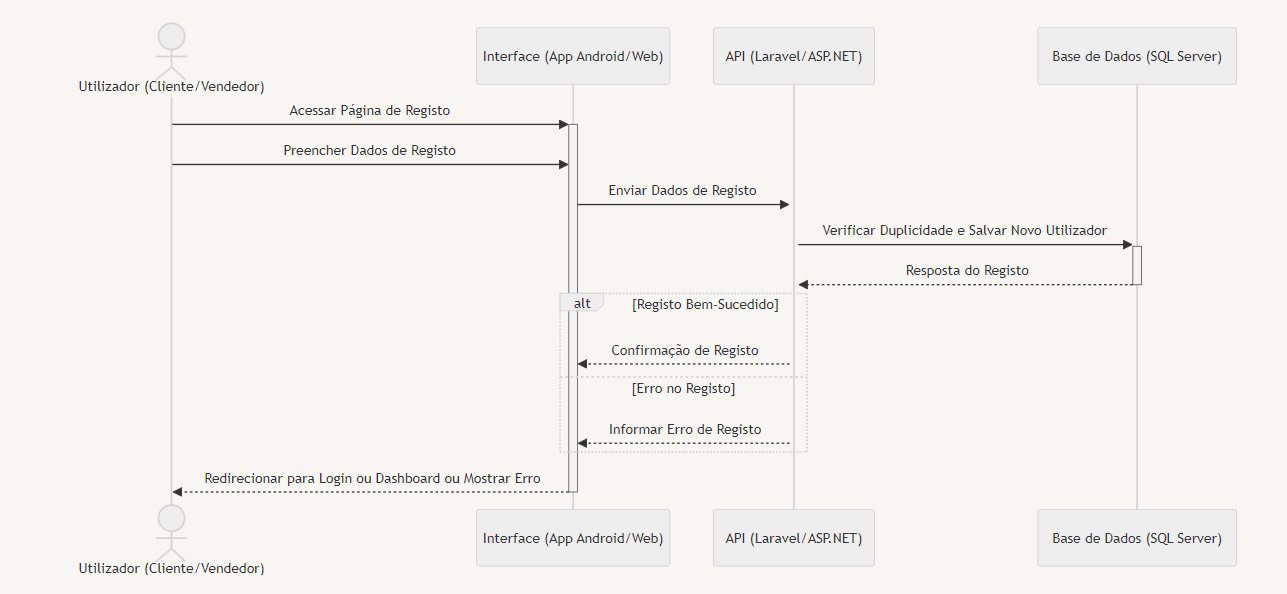 Utilizador (Cliente/Vendedor)
Interface (App Android/Web)
API (Laravel/ASP.NET)
Base de Dados (SQL Server)
Acessar Página de Registo
Preencher Dados de Registo
Enviar Dados de Registo
Verificar Duplicidade e Salvar Novo Utilizador
Resposta do Registo
alt
[Registo Bem-Sucedido]
Confirmação de Registo
[Erro no Registo]
Informar Erro de Registo
Redirecionar para Login ou Dashboard ou Mostrar Erro
Utilizador (Cliente/Vendedor)
Interface (App Android/Web)
API (Laravel/ASP.NET)
Base de Dados (SQL Server)